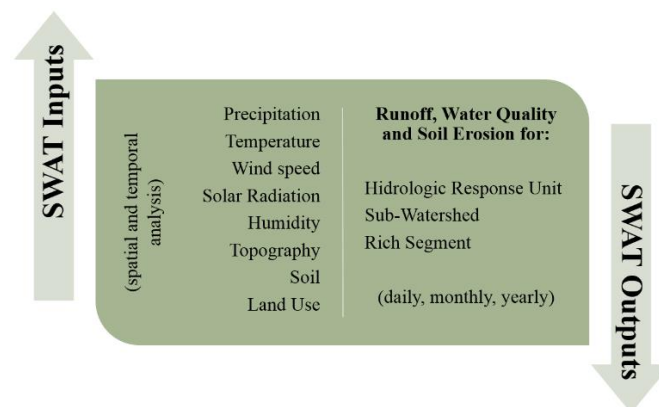 SWAT Inputs
(spatial and temporal
analysis)
Precipitation
Temperature
Wind speed
Solar Radiation
Humidity
Topography
Soil
Land Use
Runoff, Water Quality
and Soil Erosion for:
Hidrologic Response Unit
Sub-Watershed
Rich Segment
(daily, monthly, yearly)
SWAT Outputs